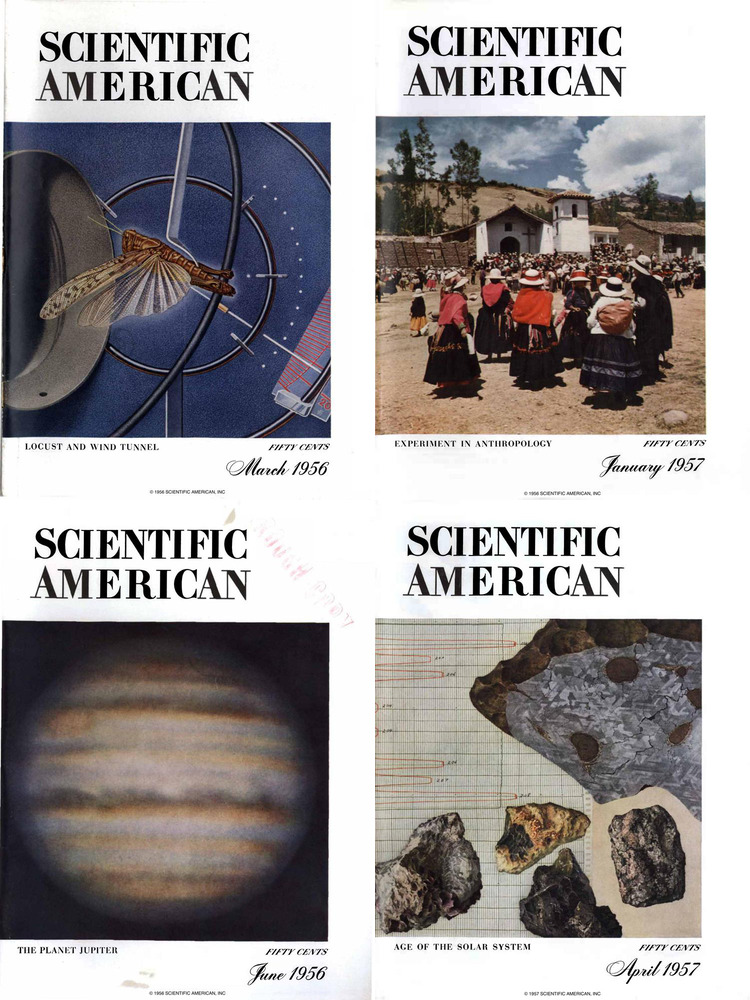 SCIENTIFIC
AMERICAN
LOCUST AND WIND TUNNEL
FIFTY CENTS
March 1956
© 1956 SCIENTIFIC AMERICAN, INC
SCIENTIFIC
AMERICAN
EXPERIMENT IN ANTHROPOLOGY
FIFTY CENTS
January 1957
© 1956 SCIENTIFIC AMERICAN, INC
SCIENTIFIC
AMERICAN
THE PLANET JUPITER
FIFTY CENTS
June 1956
© 1956 SCIENTIFIC AMERICAN, INC
SCIENTIFIC
AMERICAN
AGE OF THE SOLAR SYSTEM
FIFTY CENTS
April 1957
© 1957 SCIENTIFIC AMERICAN, INC